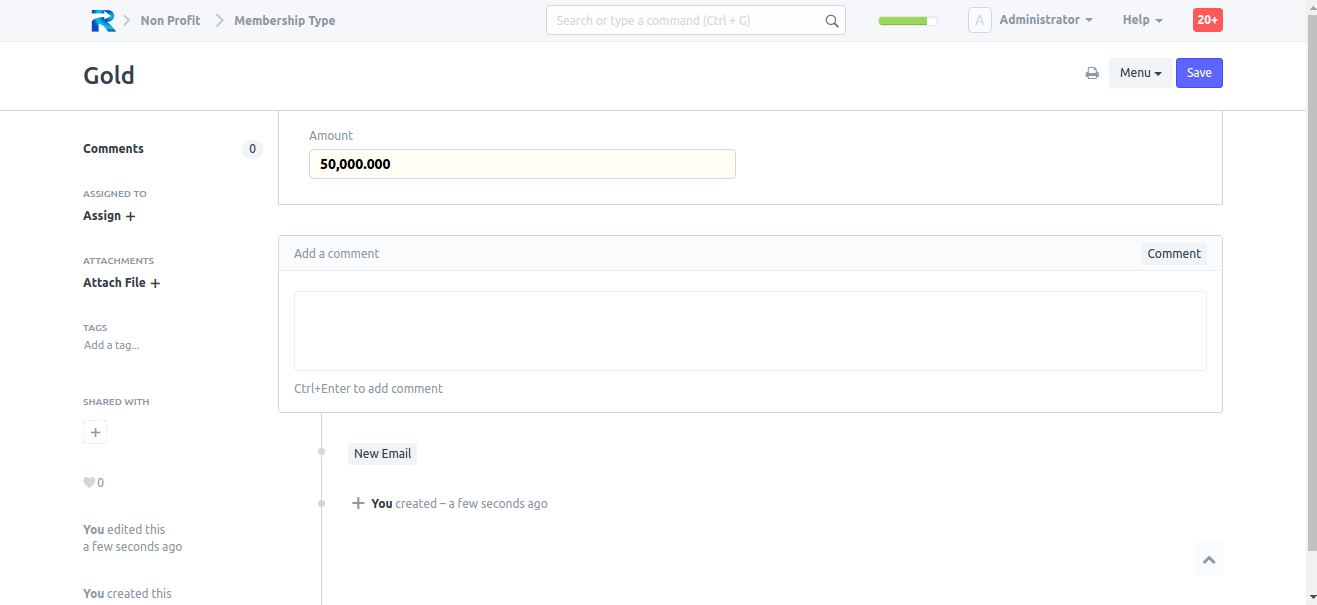 Non Profit
Membership Type
Search or type a command (Ctrl + G)
A
Administrator
Help
20+
Gold
Menu
Save
Comments
0
ASSIGNED TO
Assign +
ATTACHMENTS
Attach File +
TAGS
Add a tag...
SHARED WITH
+
0
You edited this
a few seconds ago
You created this
Amount
50,000.000
Add a comment
Comment
Ctrl+Enter to add comment
New Email
+ You created – a few seconds ago